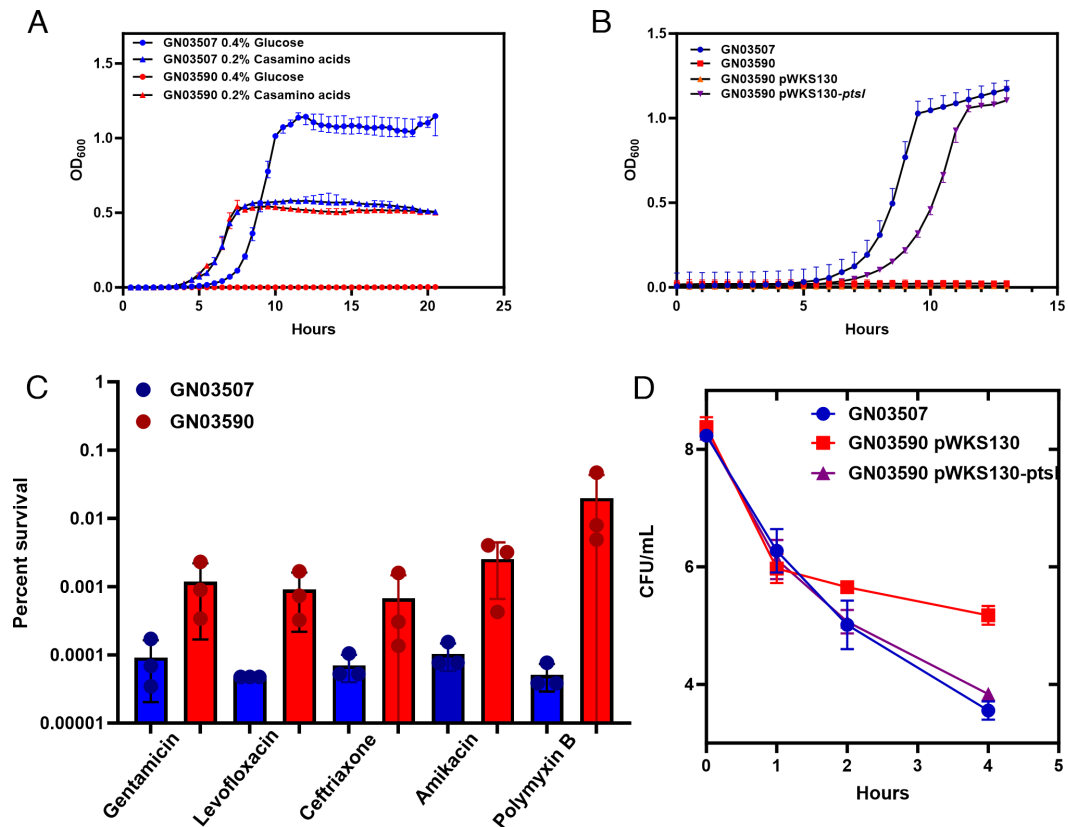 A
GN03507 0.4% Glucose
GN03507 0.2% Casamino acids
GN03590 0.4% Glucose
GN03590 0.2% Casamino acids
1.5
1.0
0.5
0.0
OD600
0 5 10 15 20 25
Hours
B
GN03507
GN03590
GN03590 pWKS130
GN03590 pWKS130-ptsI
1.5
1.0
0.5
0.0
OD600
0 5 10 15
Hours
C
GN03507
GN03590
1
0.1
0.01
0.001
0.0001
0.00001
Percent survival
Gentamicin
Levofloxacin
Ceftriaxone
Amikacin
Polymyxin B
D
GN03507
GN03590 pWKS130
GN03590 pWKS130-ptsI
8
6
4
CFU/mL
0 1 2 3 4 5
Hours